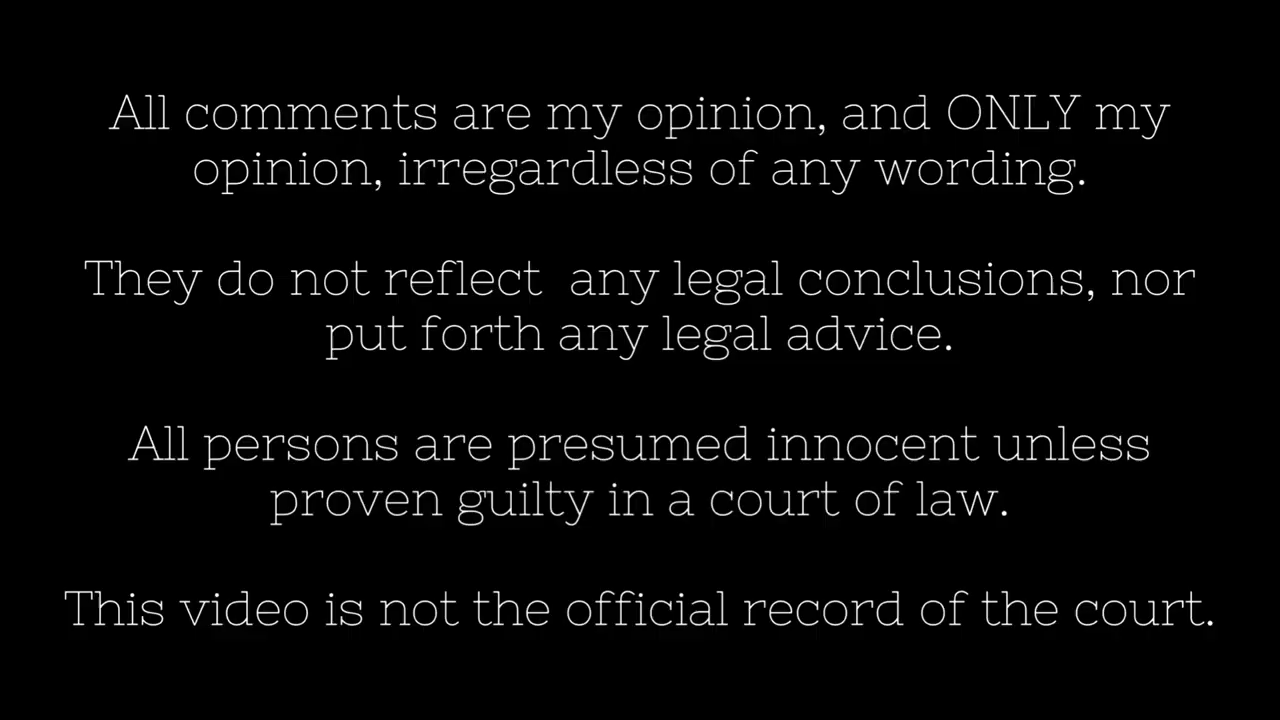 All comments are my opinion, and ONLY my
opinion, irregardless of any wording.
They do not reflect  any legal conclusions, nor
put forth any legal advice.
All persons are presumed innocent unless
proven guilty in a court of law.
This video is not the official record of the court.